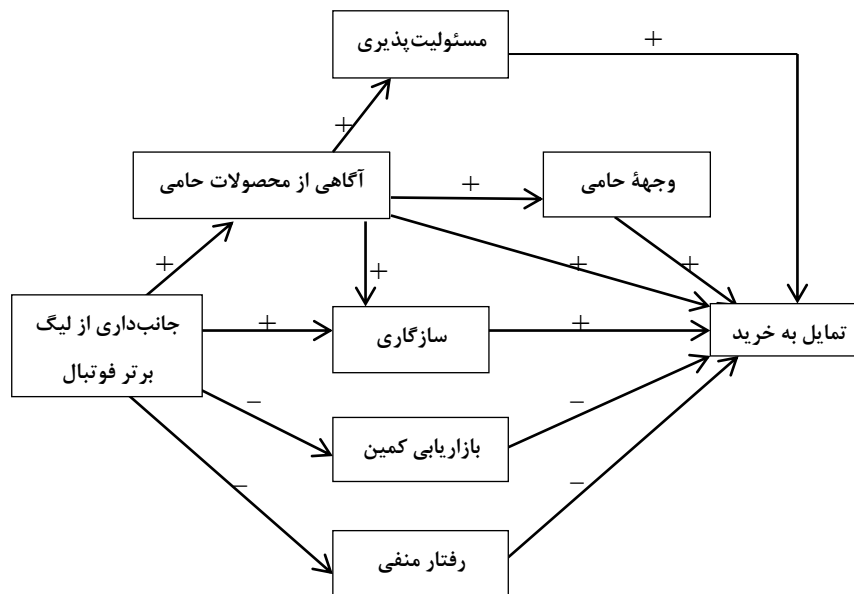 مسئولیت‌پذیری
+
+
آگاهی از محصولات حامی
+
وجههٔ حامی
+
+
+
+
جانب‌داری از لیگ
برتر فوتبال
+
سازگاری
+
تمایل به خرید
–
بازاریابی کمین
–
–
رفتار منفی
–